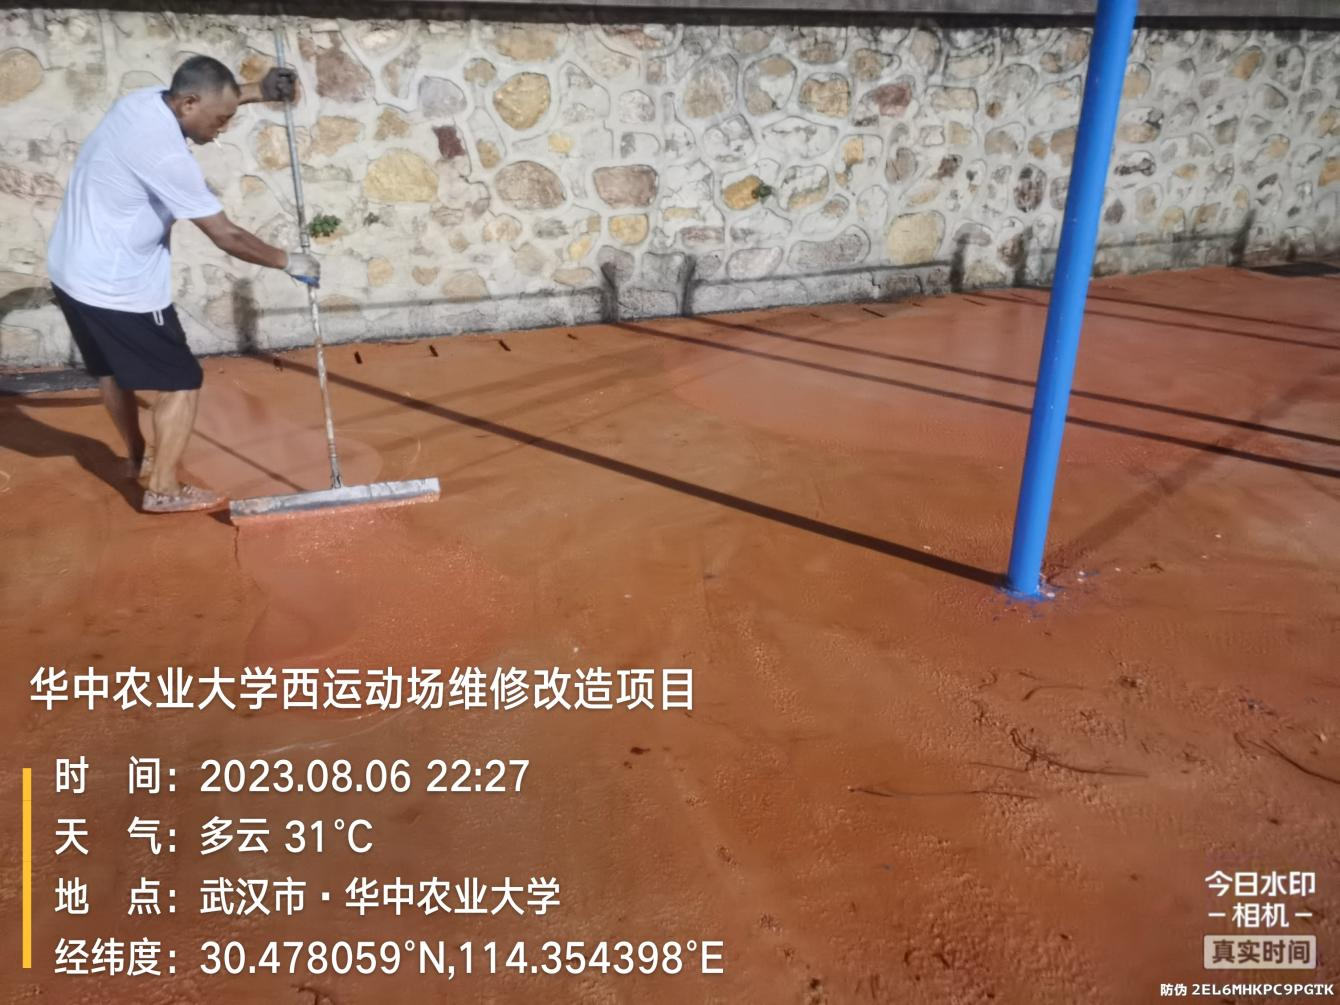 华中农业大学西运动场维修改造项目
时 间：2023.08.06 22:27
天 气：多云 31°C
地 点：武汉市·华中农业大学
经纬度：30.478059°N,114.354398°E
今日水印
-相机-
真实时间
防伪 2EL6MHKPC9PGTK